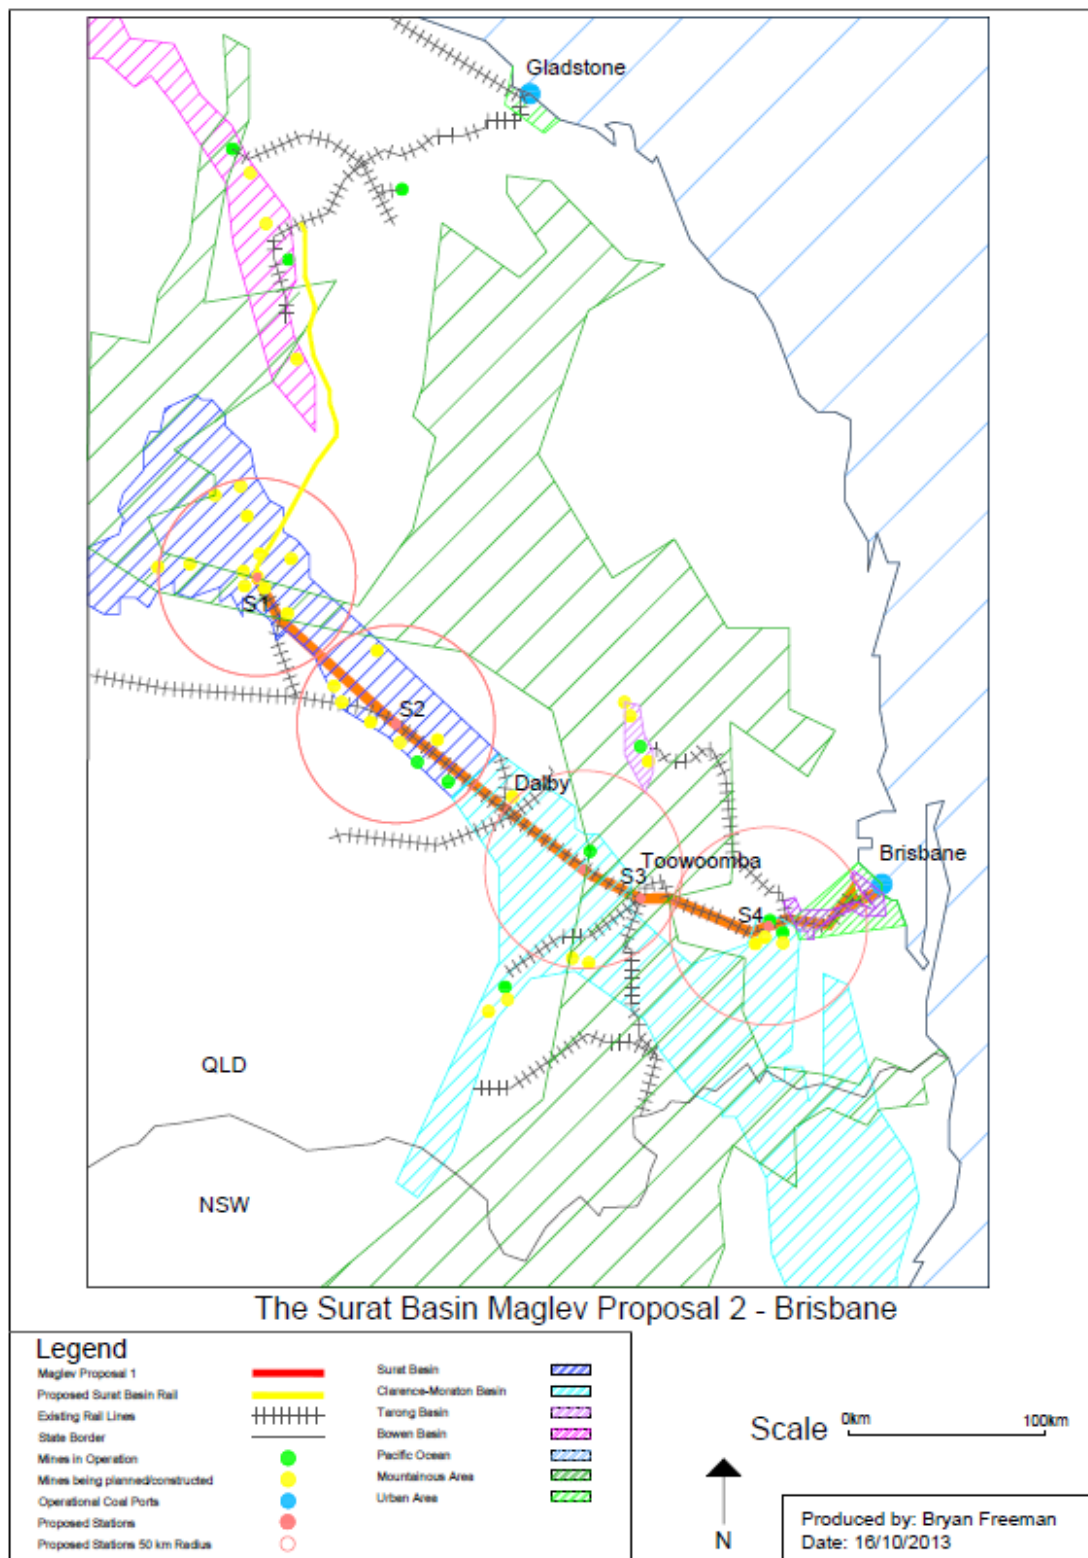 Gladstone
S1
S2
Dalby
Toowoomba
S3
Brisbane
S4
QLD
NSW
The Surat Basin Maglev Proposal 2 - Brisbane
Legend
Maglev Proposal 1
Proposed Surat Basin Rail
Existing Rail Lines
State Border
Mines in Operation
Mines being planned/constructed
Operational Coal Ports
Proposed Stations
Proposed Stations 50 km Radius
Surat Basin
Clarence-Moraton Basin
Tarong Basin
Bowen Basin
Pacific Ocean
Mountainous Area
Urban Area
Scale 0km 100km
N
Produced by: Bryan Freeman
Date: 16/10/2013